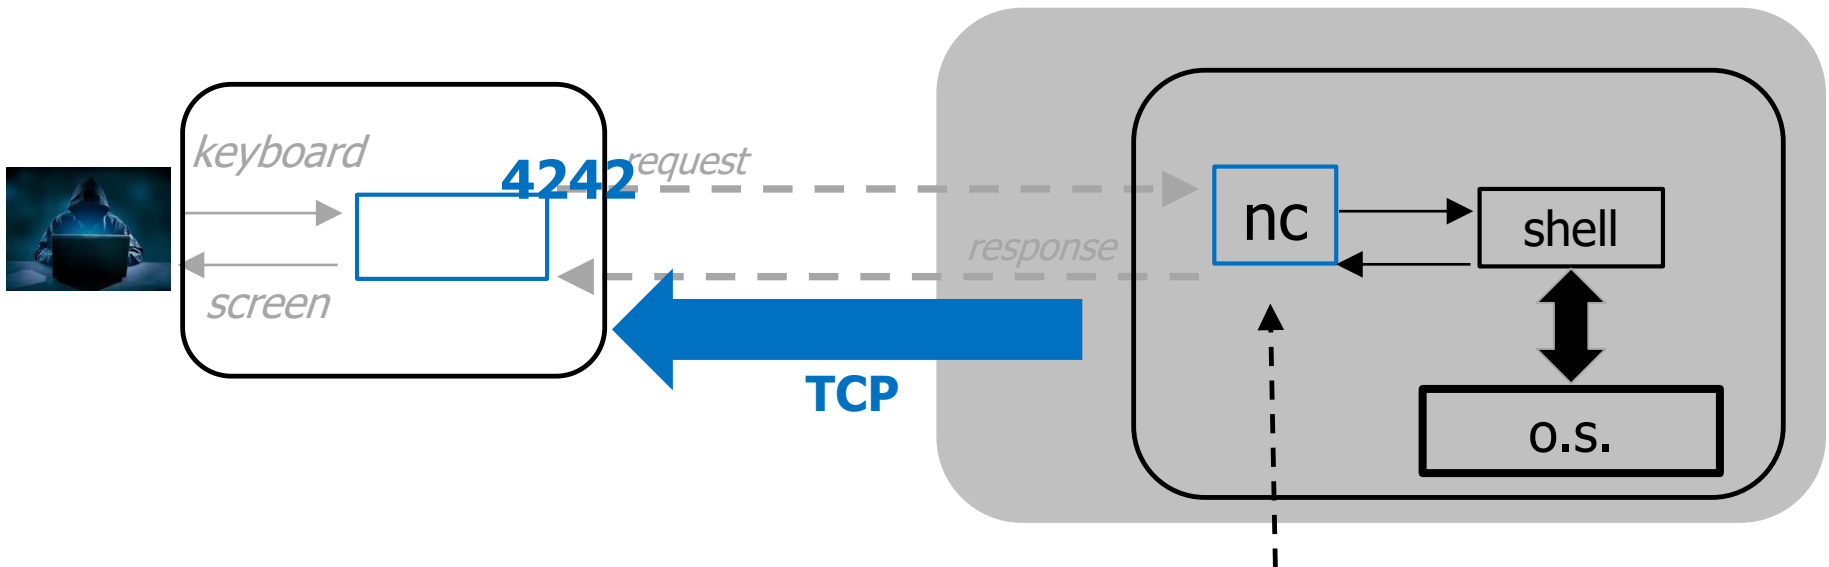 keyboard
4242
request
nc
shell
response
screen
TCP
o.s.